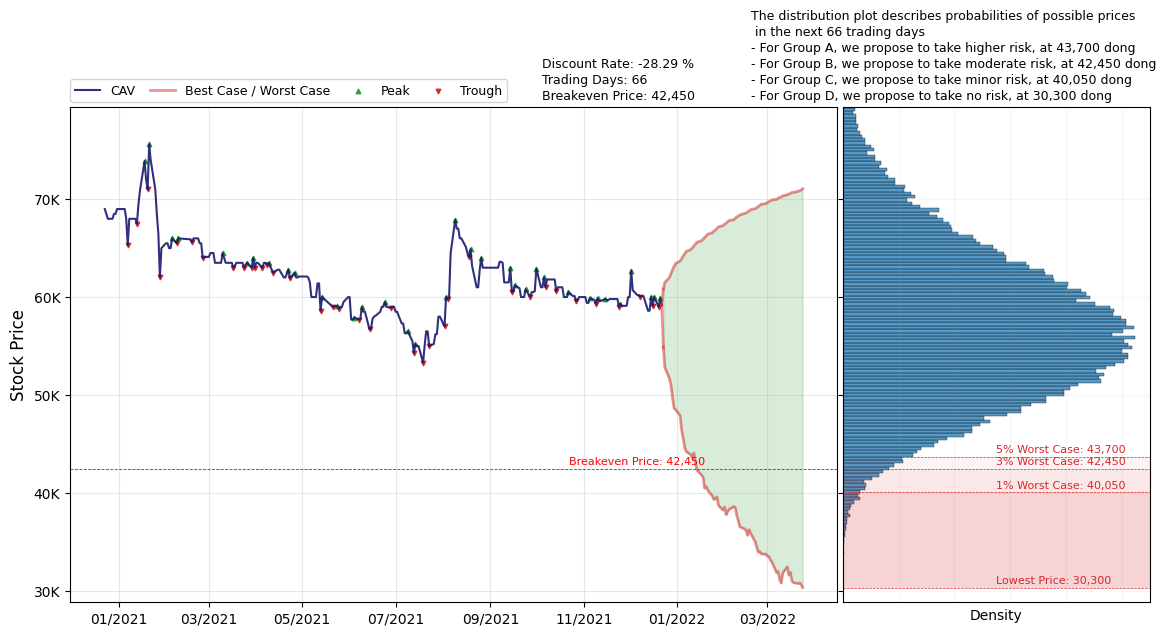 The distribution plot describes probabilities of possible prices
in the next 66 trading days
- For Group A, we propose to take higher risk, at 43,700 dong
- For Group B, we propose to take moderate risk, at 42,450 dong
- For Group C, we propose to take minor risk, at 40,050 dong
- For Group D, we propose to take no risk, at 30,300 dong
Discount Rate: -28.29 %
Trading Days: 66
Breakeven Price: 42,450
CAV
Best Case / Worst Case
Peak
Trough
Stock Price
70K
60K
50K
40K
30K
Breakeven Price: 42,450
01/2021
03/2021
05/2021
07/2021
09/2021
11/2021
01/2022
03/2022
5% Worst Case: 43,700
3% Worst Case: 42,450
1% Worst Case: 40,050
Lowest Price: 30,300
Density